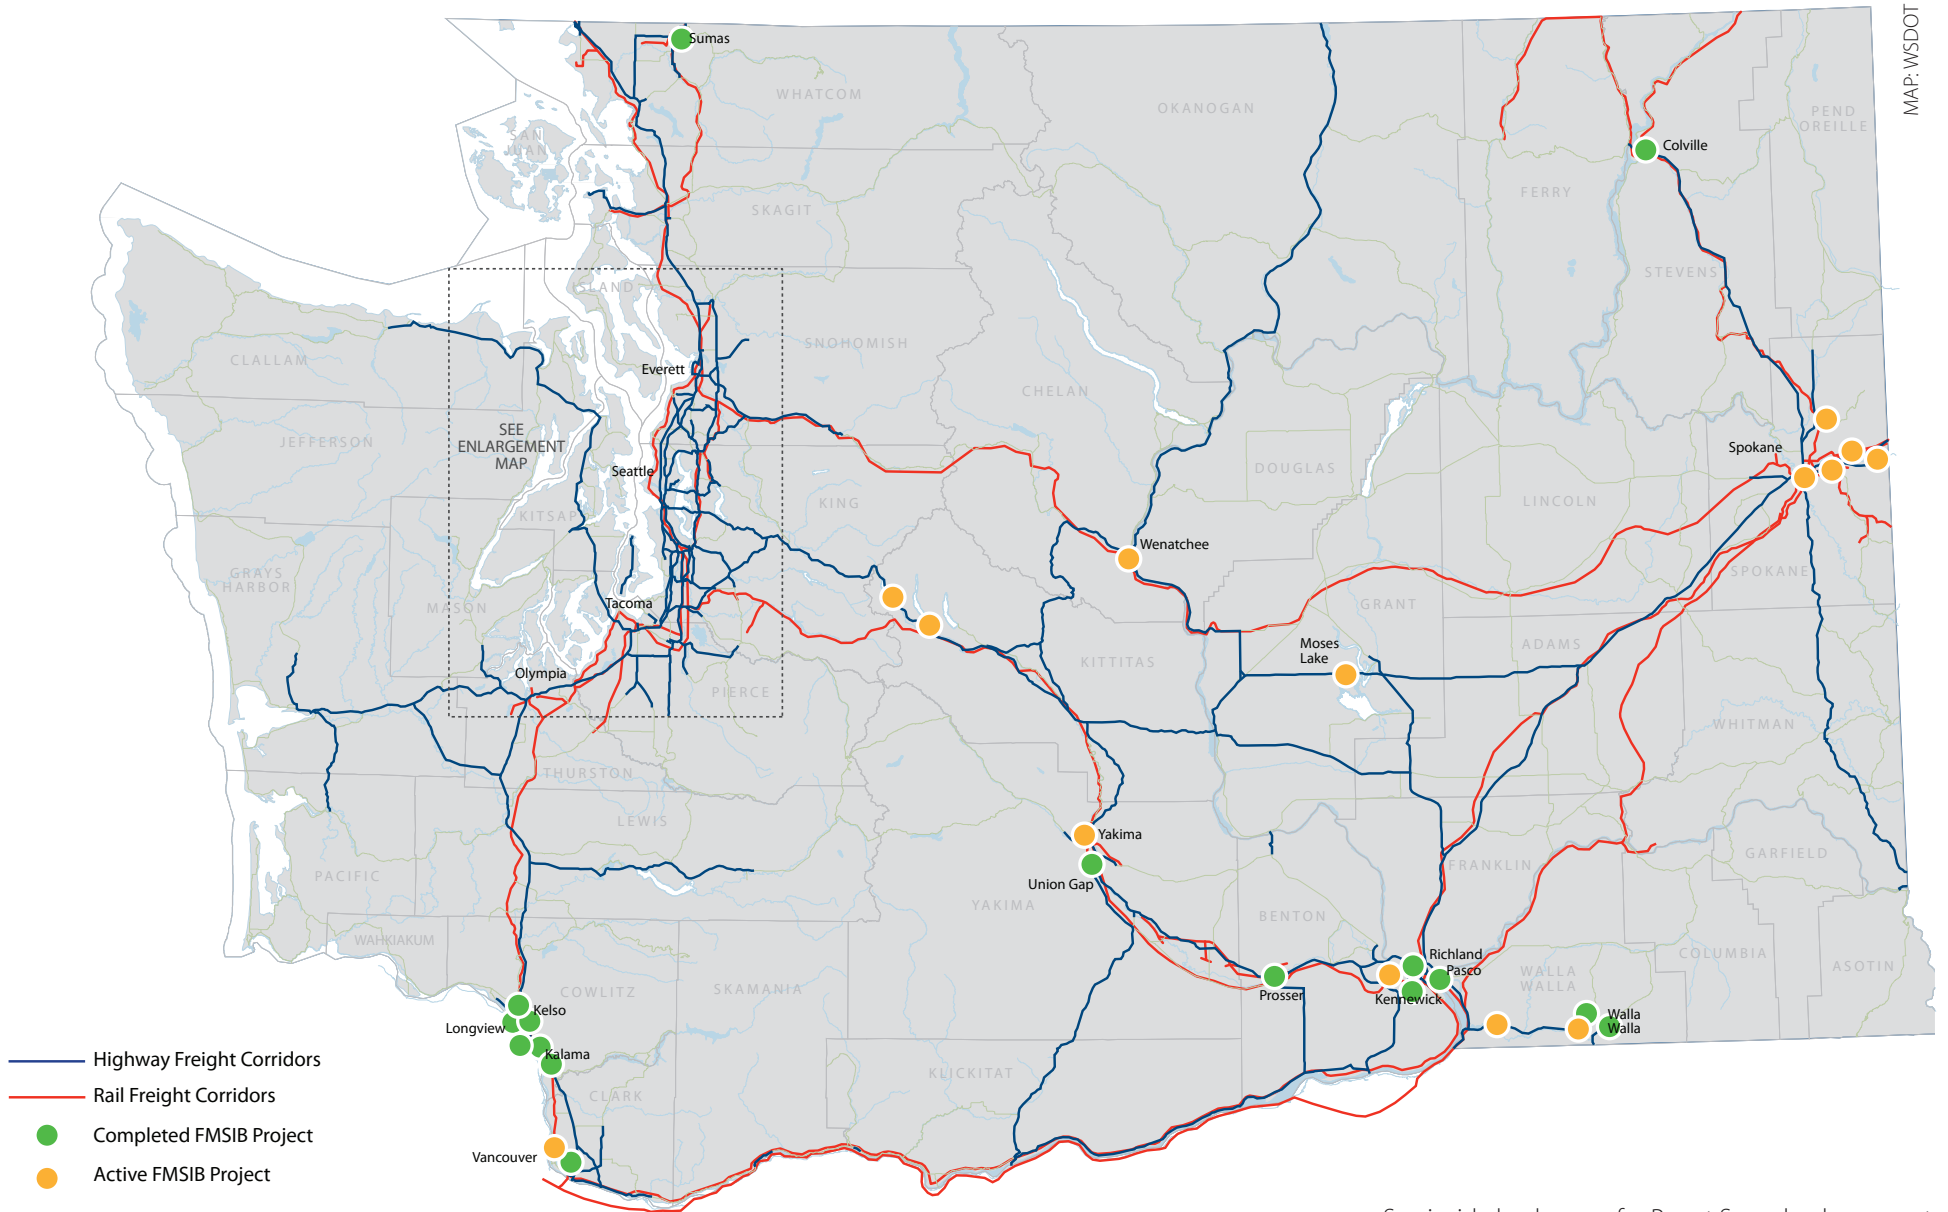 MAP: WSDOT
Sumas
WHATCOM
OKANOGAN
PEND
OREILLE
SAN
JUAN
Colville
FERRY
SKAGIT
STEVENS
ISLAND
SNOHOMISH
CLALLAM
Everett
CHELAN
SEE
ENLARGEMENT
MAP
JEFFERSON
Seattle
Spokane
DOUGLAS
LINCOLN
KING
KITSAP
Wenatchee
GRAYS
HARBOR
MASON
Tacoma
SPOKANE
GRANT
Moses
Lake
ADAMS
KITTITAS
Olympia
PIERCE
WHITMAN
THURSTON
LEWIS
Yakima
GARFIELD
FRANKLIN
PACIFIC
Union Gap
YAKIMA
BENTON
WAHKIAKUM
Richland
Pasco
COLUMBIA
ASOTIN
WALLA
WALLA
COWLITZ
SKAMANIA
Prosser
Kennewick
Kelso
Longview
Walla
Walla
Kalama
KLICKITAT
CLARK
Vancouver
Highway Freight Corridors
Rail Freight Corridors
Completed FMSIB Project
Active FMSIB Project